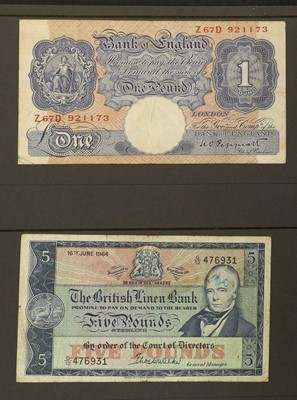 Z67D 921173
Bank of England
Promise to pay the Bearer
Demand the sum of
One Pound
1
Z67D 921173
LONDON
For the Gov.r and Comp.a of the
BANK of ENGLAND
£ One
K.O. Peppiatt
16TH JUNE 1964
5
5
476931
The British Linen Bank
PROMISE TO PAY ON DEMAND TO THE BEARER
Five Pounds
STERLING
By order of the Court of Directors
FIVE POUNDS
476931
General Manager
5
5